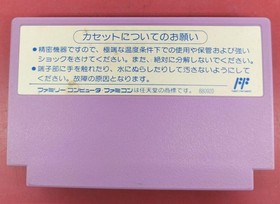 カセットについてのお願い
●精密機器ですので、極端な温度条件下での使用や保管および強い
ショックをさけてください。また、絶対に分解しないでください。
●端子部に手を触れたり、水にぬらしたりして汚さないようにして
ください。故障の原因となります。
ファミリーコンピュータ・ファミコンは任天堂の商標です。